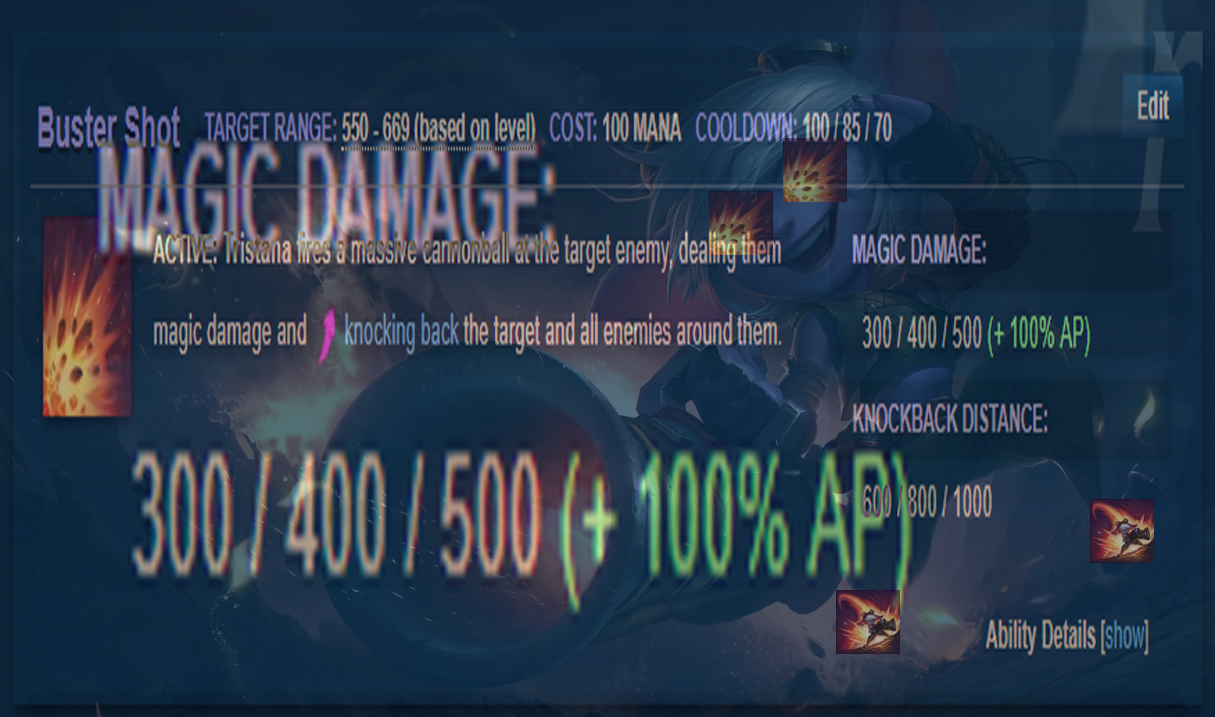 Buster Shot TARGET RANGE: 550 - 669 (based on level) COST: 100 MANA COOLDOWN: 100 / 85 / 70
Edit
MAGIC DAMAGE:
ACTIVE: Tristana fires a massive cannonball at the target enemy, dealing them
magic damage and knocking back the target and all enemies around them.
MAGIC DAMAGE:
300 / 400 / 500 (+ 100% AP)
KNOCKBACK DISTANCE:
600 / 800 / 1000
300 / 400 / 500 (+ 100% AP)
Ability Details [show]